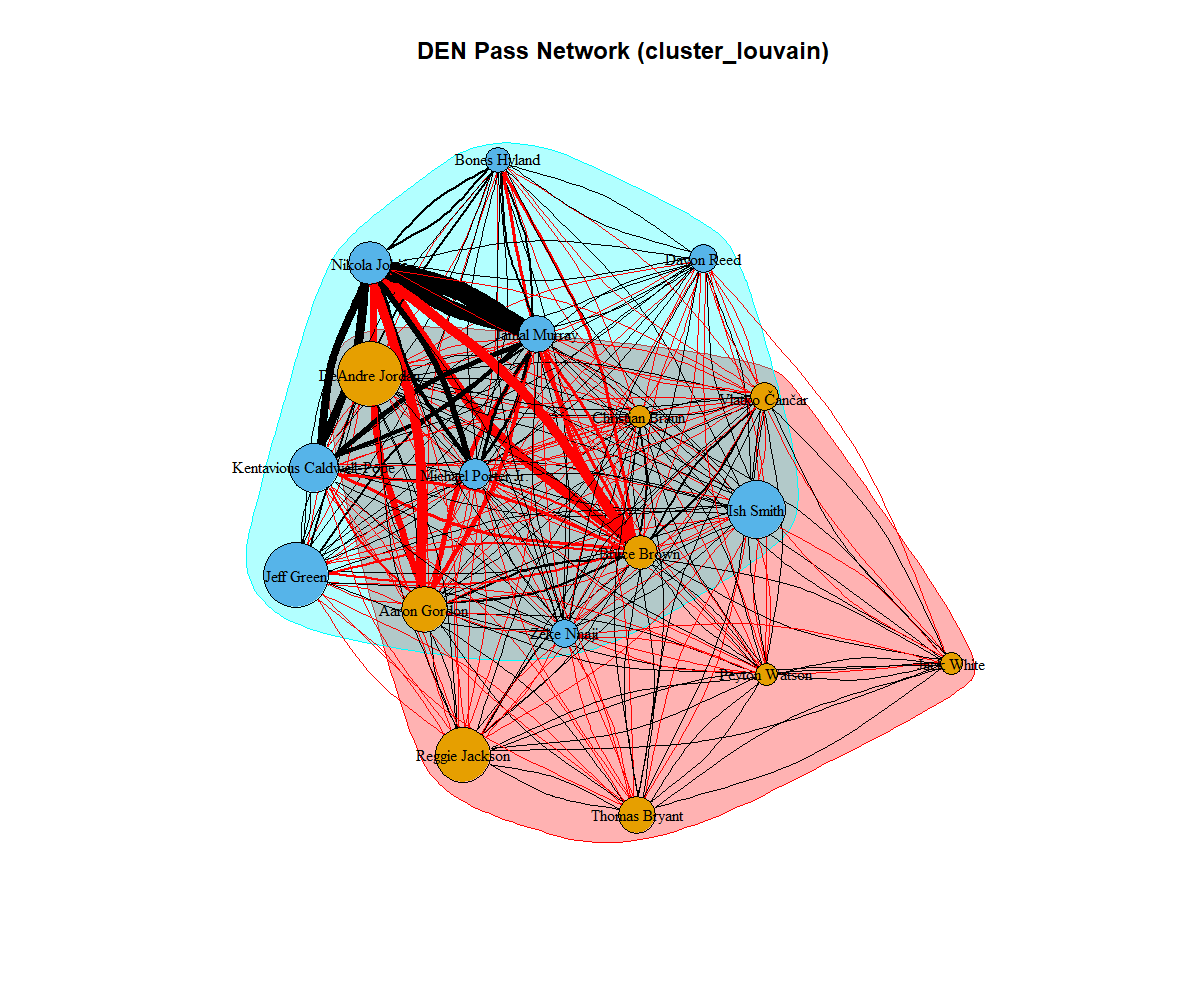 DEN Pass Network (cluster_louvain)
Bones Hyland
Davon Reed
Nikola Jokic
Jamal Murray
DeAndre Jordan
Vlatko Čančar
Christian Braun
Kentavious Caldwell-Pope
Michael Porter Jr.
Ish Smith
Bruce Brown
Jeff Green
Aaron Gordon
Zeke Nnaji
Jack White
Peyton Watson
Reggie Jackson
Thomas Bryant